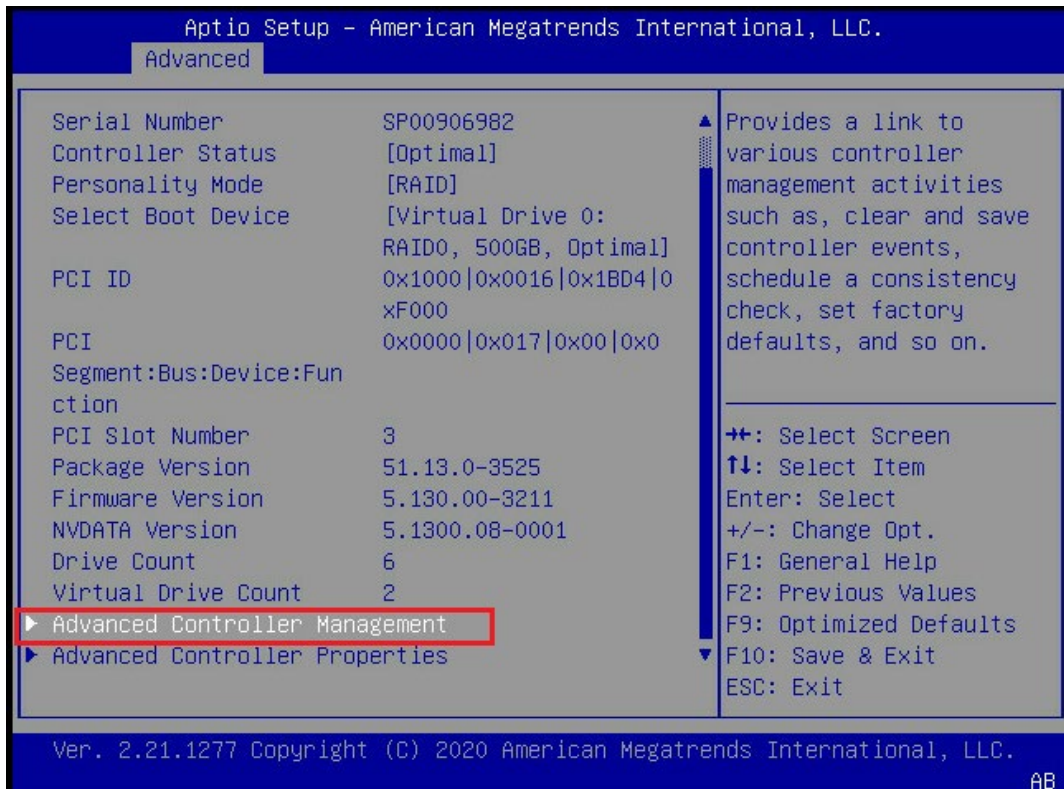 Aptio Setup – American Megatrends International, LLC.
Advanced
Serial Number SP00906982
Controller Status [Optimal]
Personality Mode [RAID]
Select Boot Device [Virtual Drive 0:
RAID0, 500GB, Optimal]
PCI ID 0x1000|0x0016|0x1BD4|0
xF000
PCI 0x0000|0x017|0x00|0x0
Segment:Bus:Device:Fun
ction
PCI Slot Number 3
Package Version 51.13.0-3525
Firmware Version 5.130.00-3211
NVDATA Version 5.1300.08-0001
Drive Count 6
Virtual Drive Count 2
Advanced Controller Management
Advanced Controller Properties
Provides a link to
various controller
management activities
such as, clear and save
controller events,
schedule a consistency
check, set factory
defaults, and so on.
→←: Select Screen
↑↓: Select Item
Enter: Select
+/-: Change Opt.
F1: General Help
F2: Previous Values
F9: Optimized Defaults
F10: Save & Exit
ESC: Exit
Ver. 2.21.1277 Copyright (C) 2020 American Megatrends International, LLC.
AB